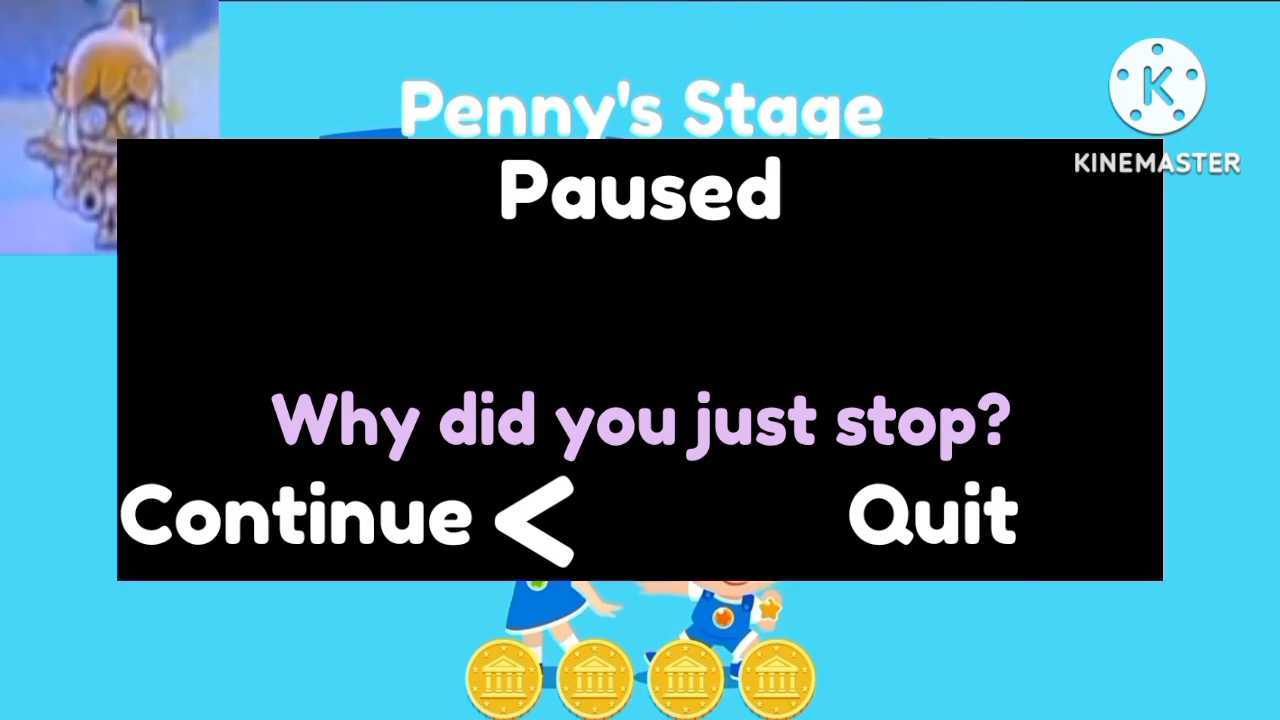 Penny's Stage
KINEMASTER
Paused
Why did you just stop?
Continue <
Quit